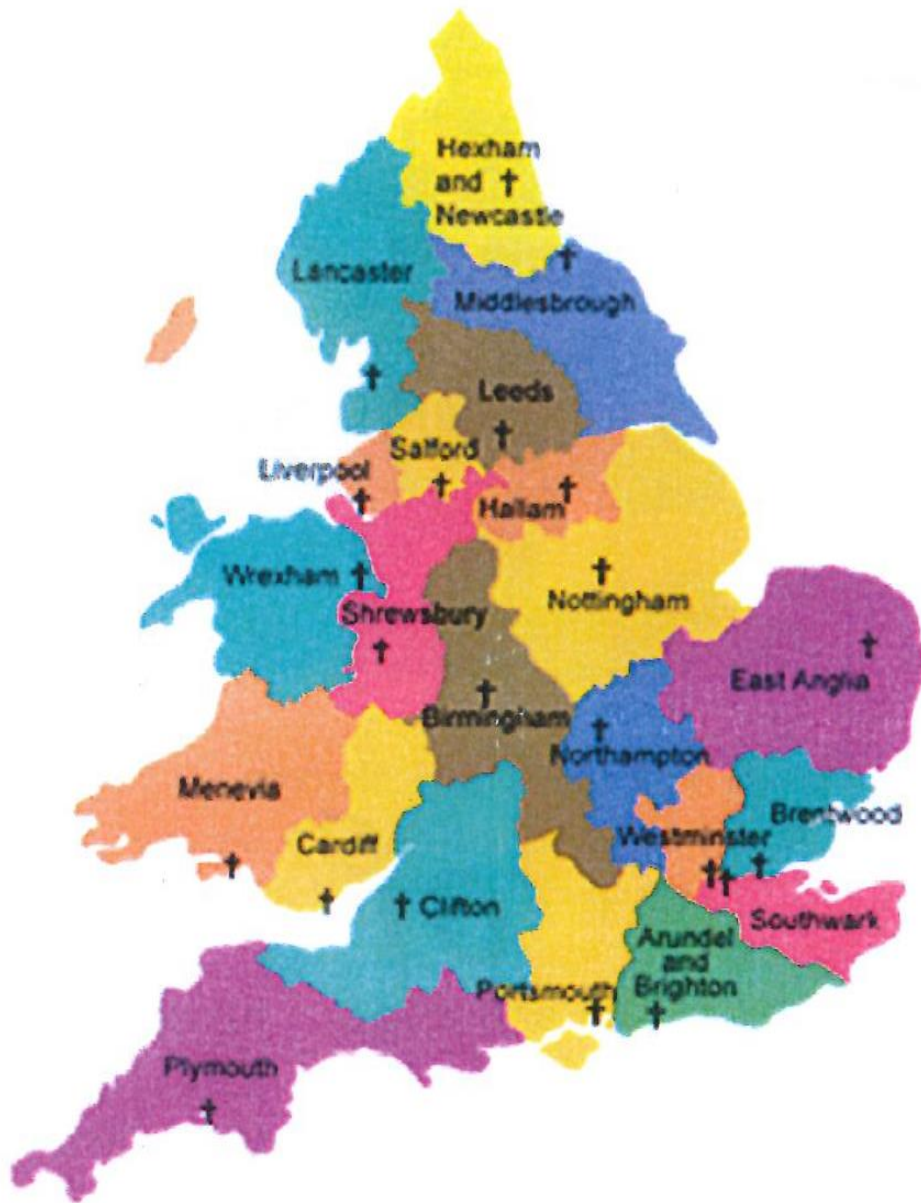 Hexham
and
Newcastle
Lancaster
Middlesbrough
Leeds
Salford
Liverpool
Hallam
Wrexham
Nottingham
Shrewsbury
East Anglia
Birmingham
Northampton
Menevia
Brentwood
Westminster
Cardiff
Clifton
Southwark
Arundel
and
Brighton
Portsmouth
Plymouth